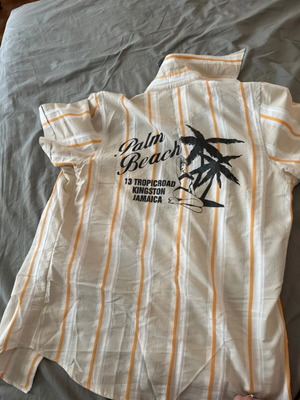 Palm
Beach
13 TROPICROAD
KINGSTON
JAMAICA